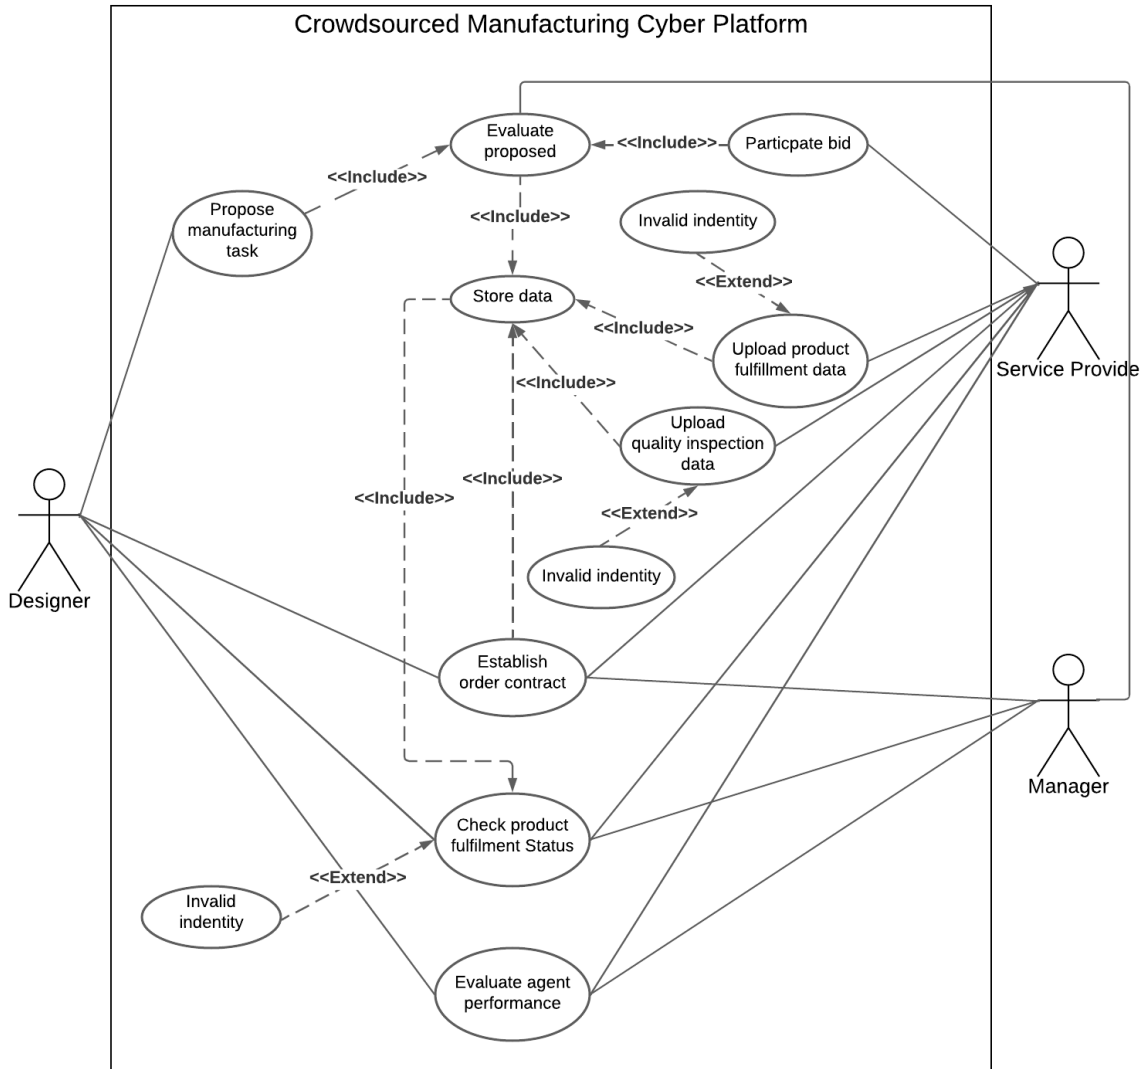 Crowdsourced Manufacturing Cyber Platform
Evaluate
proposed
<<Include>>
Particpate bid
<<Include>>
Propose
manufacturing
task
<<Include>>
Invalid indentity
<<Extend>>
Store data
<<Include>>
Upload product
fulfillment data
Service Provide
<<Include>>
Upload
quality inspection
data
<<Include>>
<<Include>>
<<Extend>>
Invalid indentity
Designer
Establish
order contract
Manager
Check product
fulfilment Status
<<Extend>>
Invalid
indentity
Evaluate agent
performance